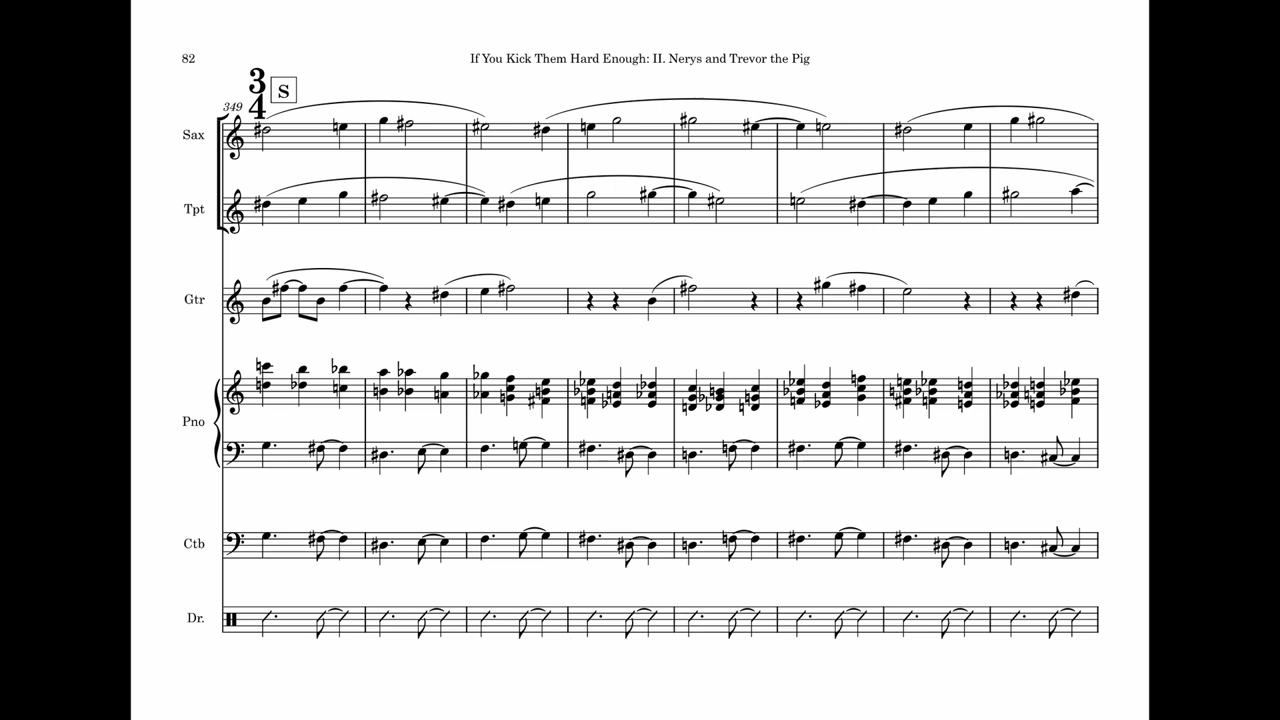 82
If You Kick Them Hard Enough: II. Nerys and Trevor the Pig
3
4
S
349
Sax
Tpt
Gtr
Pno
Ctb
Dr.